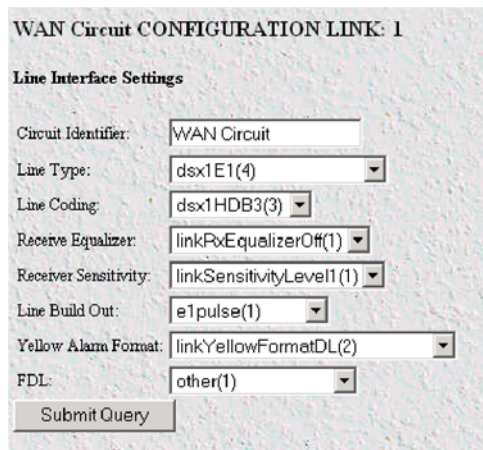 WAN Circuit CONFIGURATION LINK: 1
Line Interface Settings
Circuit Identifier: WAN Circuit
Line Type: dsx1E1(4)
Line Coding: dsx1HDB3(3)
Receive Equalizer: linkRxEqualizerOff(1)
Receiver Sensitivity: linkSensitivityLevel1(1)
Line Build Out: e1pulse(1)
Yellow Alarm Format: linkYellowFormatDL(2)
FDL: other(1)
Submit Query